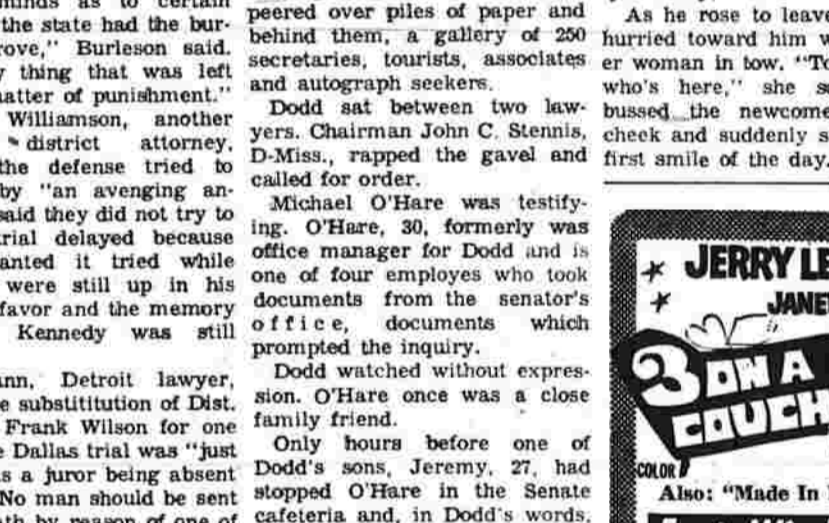 minds as to certain
the state had the bur-
rove," Burleson said.
thing that was left
atter of punishment."
Williamson, another
district attorney,
the defense tried to
by "an avenging an-
said they did not try to
trial delayed because
anted it tried while
were still up in his
favor and the memory
Kennedy was still
ann, Detroit lawyer,
e substititution of Dist.
Frank Wilson for one
e Dallas trial was "just
s a juror being absent
No man should be sent
ath by reason of one of
peered over piles of paper and
behind them, a gallery of 250
secretaries, tourists, associates
and autograph seekers.
Dodd sat between two law-
yers. Chairman John C. Stennis,
D-Miss., rapped the gavel and
called for order.
Michael O'Hare was testify-
ing. O'Hare, 30, formerly was
office manager for Dodd and is
one of four employes who took
documents from the senator's
office, documents which
prompted the inquiry.
Dodd watched without expres-
sion. O'Hare once was a close
family friend.
Only hours before one of
Dodd's sons, Jeremy, 27, had
stopped O'Hare in the Senate
cafeteria and, in Dodd's words,
As he rose to leave
hurried toward him w
er woman in tow. "To
who's here," she sa
bussed the newcome
cheek and suddenly s
first smile of the day.
JERRY LE
JANE
3 ON A
COUCH
COLOR
Also: "Made In